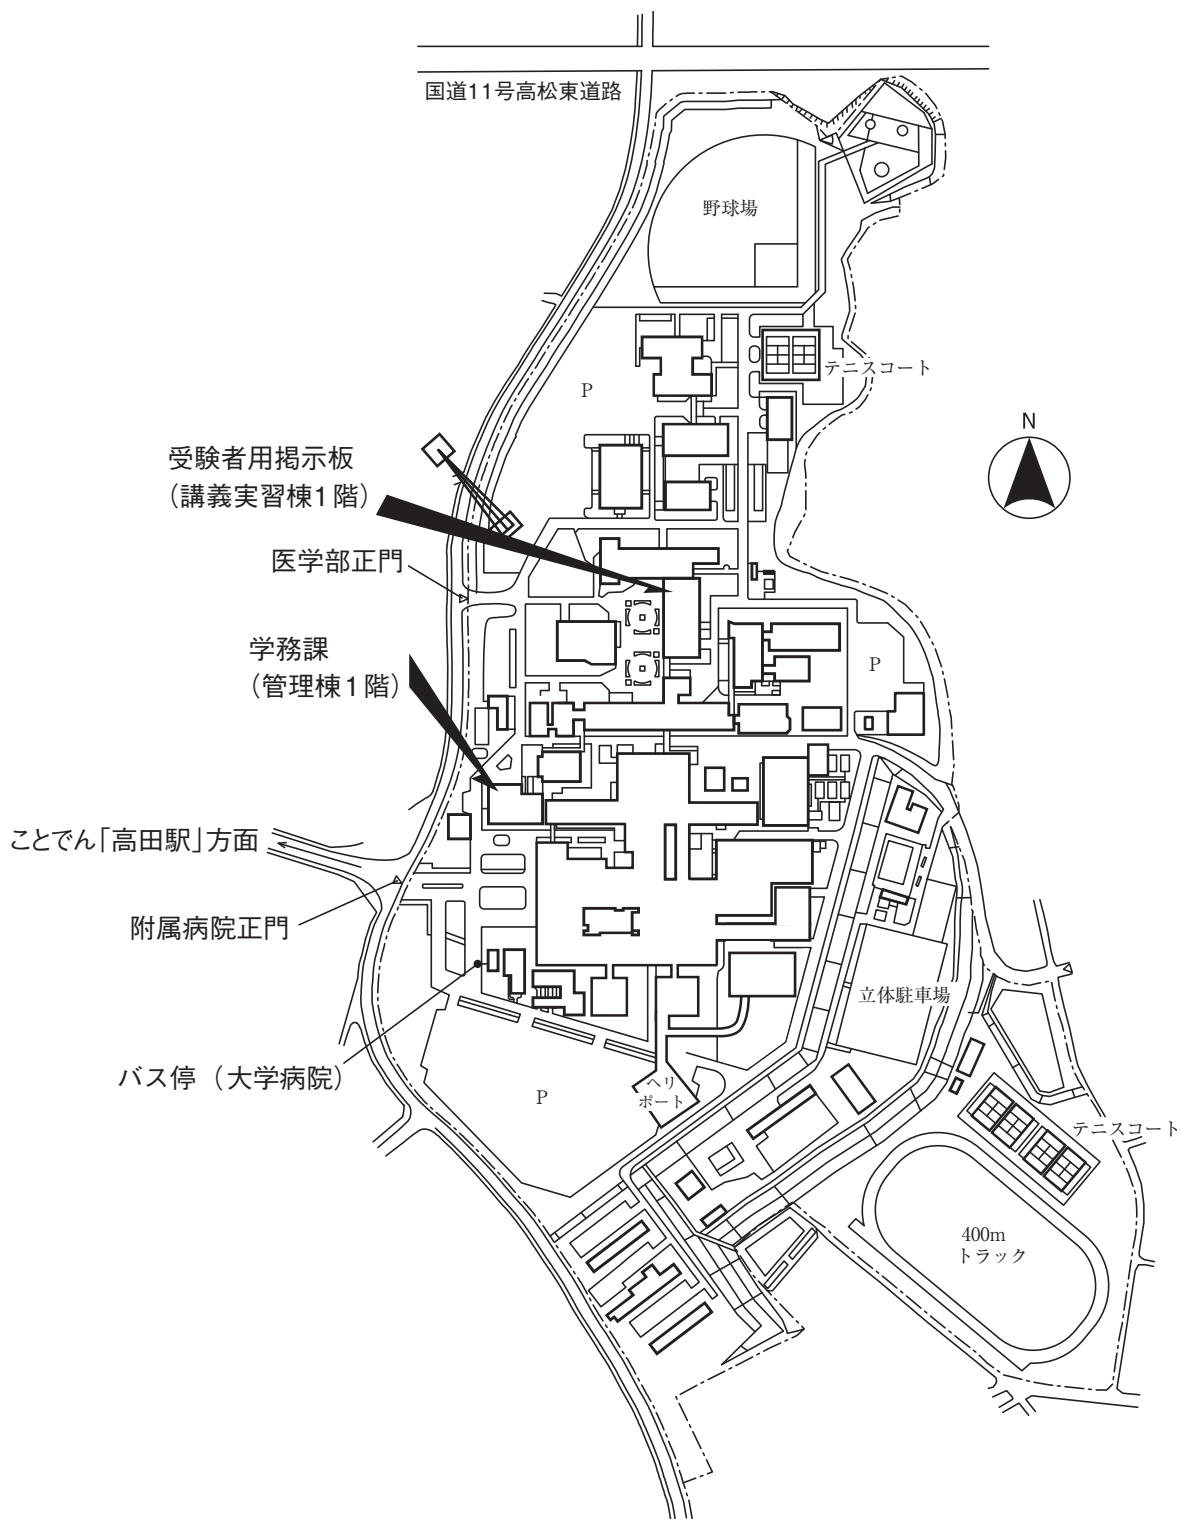 国道11号高松東道路
野球場
テニスコート
P
N
受験者用掲示板
（講義実習棟1階）
医学部正門
学務課
（管理棟1階）
P
ことでん「高田駅」方面
附属病院正門
立体駐車場
バス停（大学病院）
P
ヘリ
ポート
テニスコート
400m
トラック